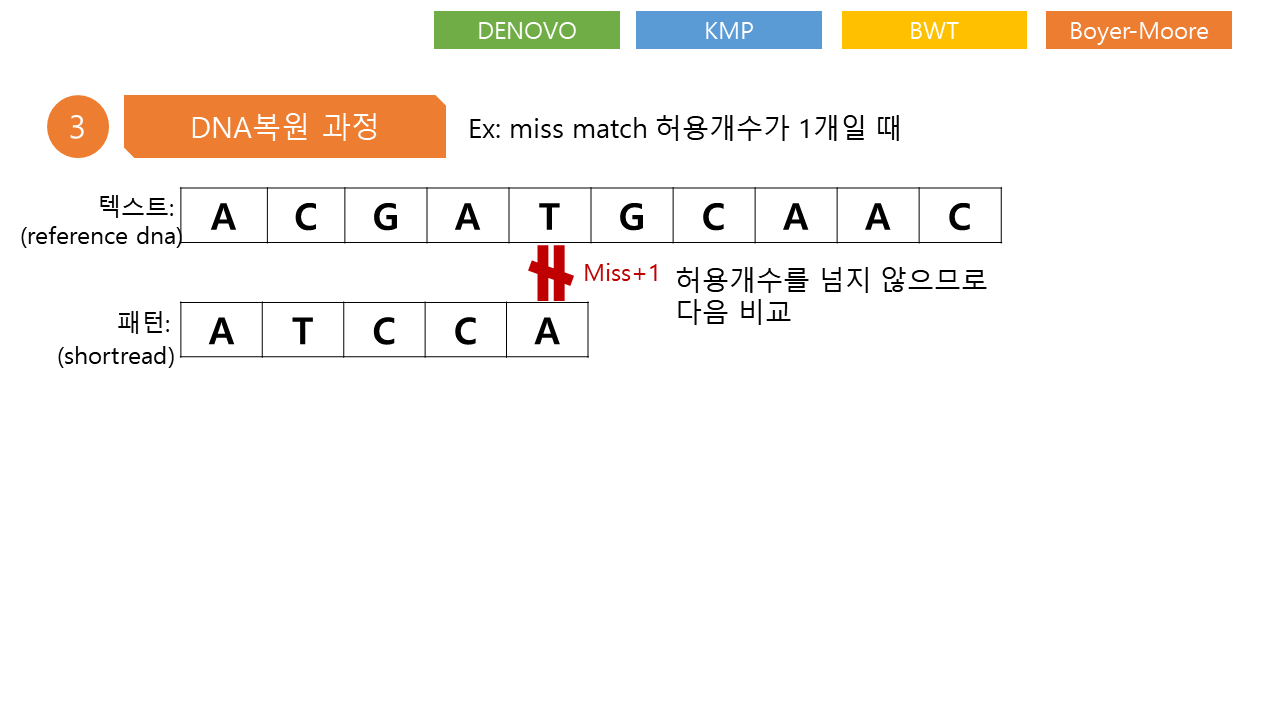 DENOVO KMP BWT Boyer-Moore
3 DNA복원 과정 Ex: miss match 허용개수가 1개일 때
텍스트: A C G A T G C A A C
(reference dna)
Miss+1 허용개수를 넘지 않으므로
다음 비교
패턴: A T C C A
(shortread)